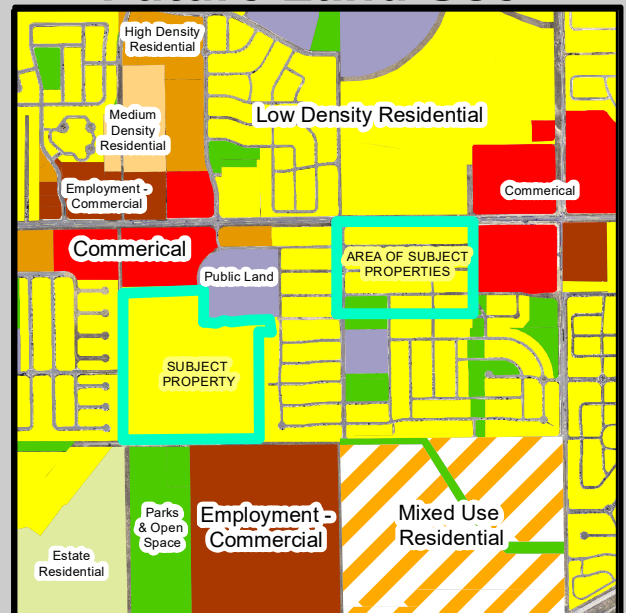 High Density
Residential
Low Density Residential
Medium
Density
Residential
Employment -
Commercial
Commerical
Commerical
Public Land
AREA OF SUBJECT
PROPERTIES
SUBJECT
PROPERTY
Parks
& Open
Space
Employment -
Commercial
Mixed Use
Residential
Estate
Residential